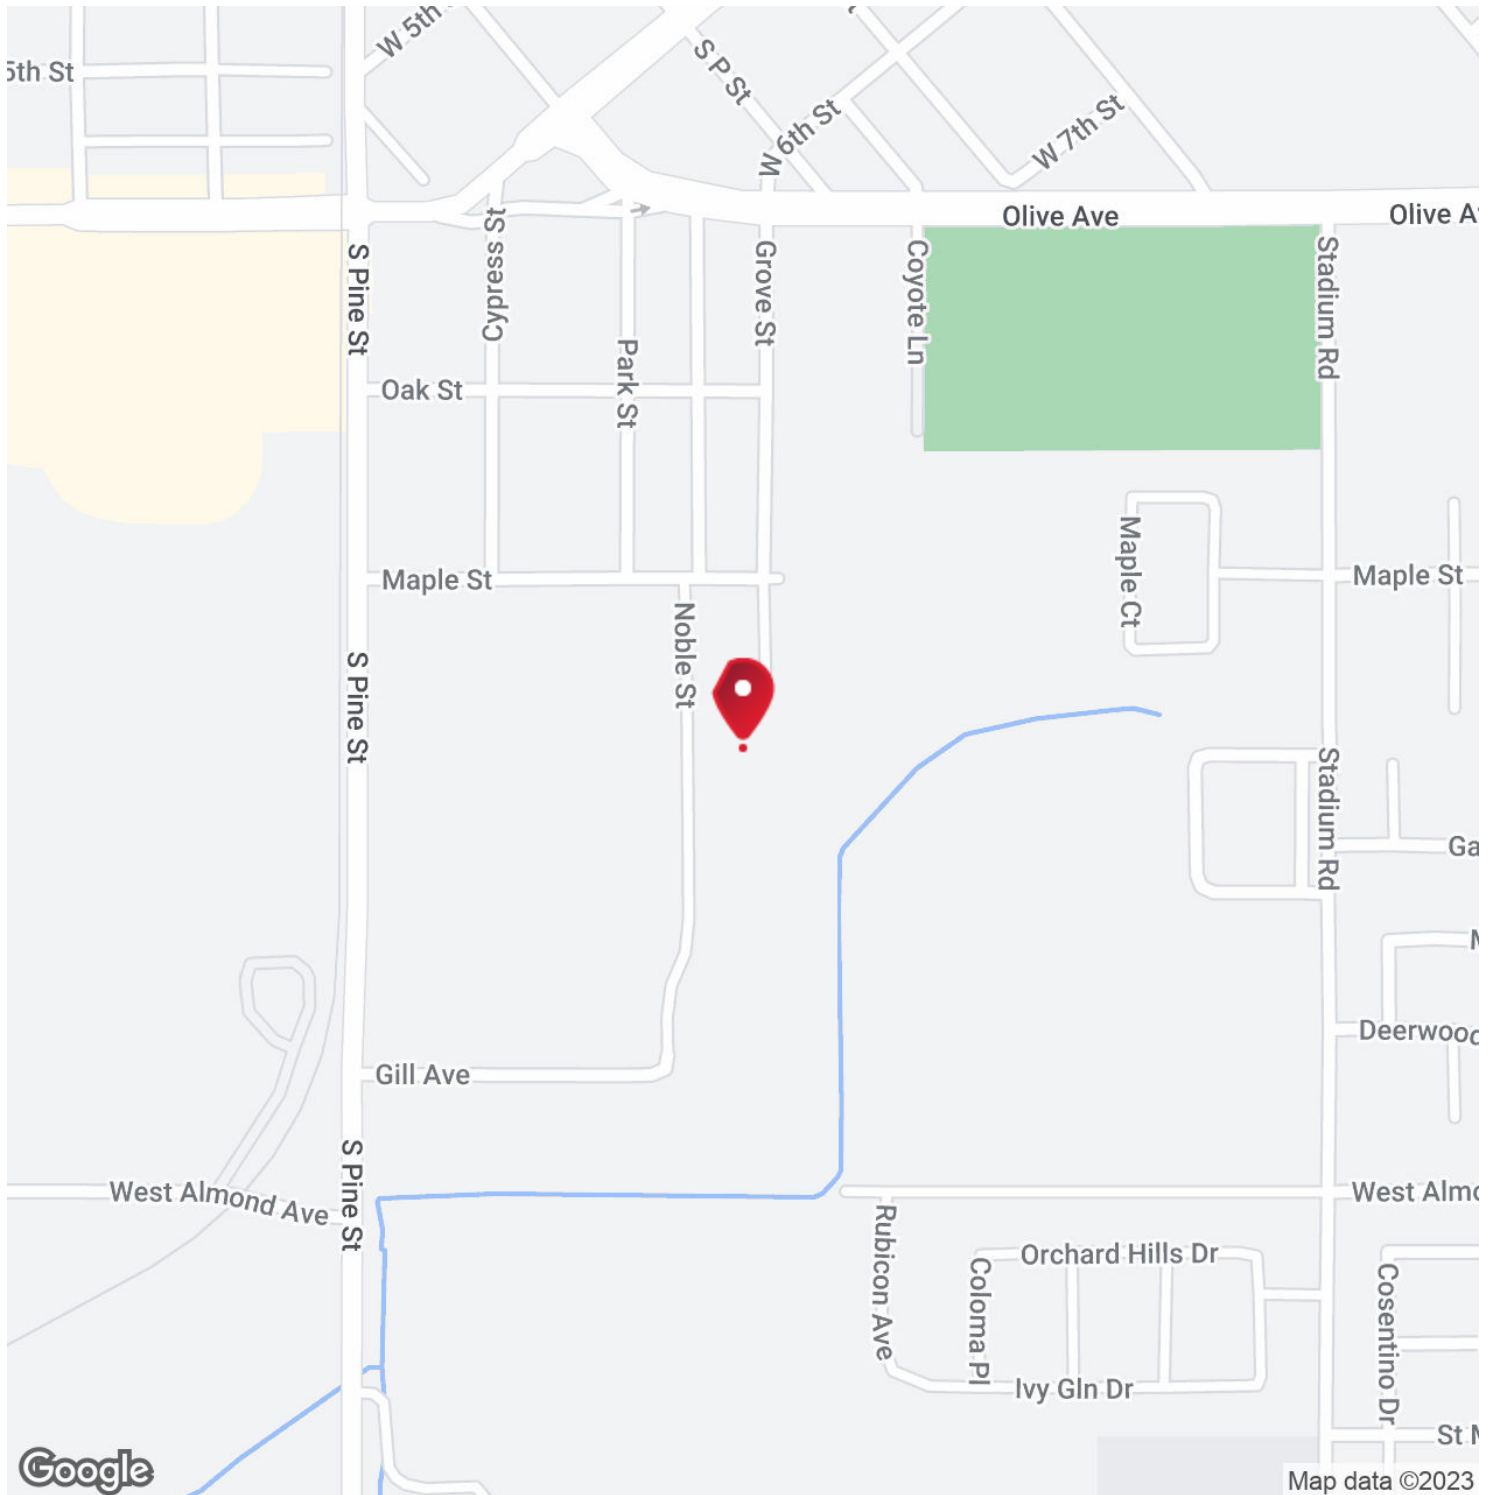 W 5th
5th St
S P St
W 6th St
W 7th St
Olive Ave
Olive A
S Pine St
Cypress St
Park St
Grove St
Coyote Ln
Stadium Rd
Oak St
Maple St
Maple Ct
Maple St
Noble St
S Pine St
Stadium Rd
Ga
Deerwood
Gill Ave
S Pine St
West Almond Ave
West Almo
Rubicon Ave
Coloma Pl
Orchard Hills Dr
Cosentino Dr
Ivy Gln Dr
St
Google
Map data ©2023